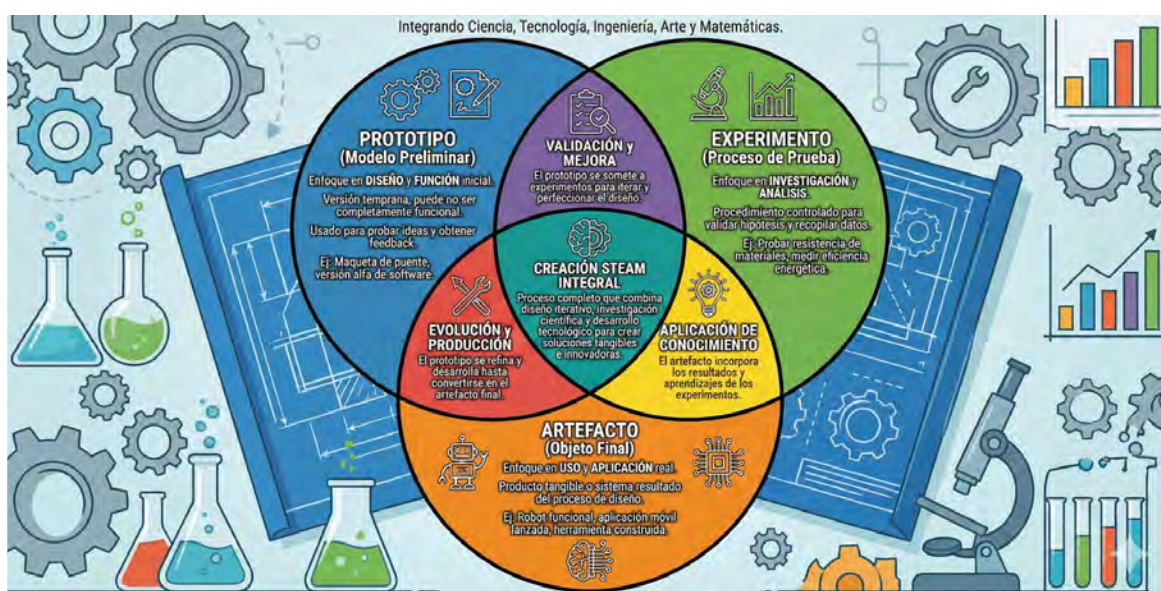 Integrando Ciencia, Tecnología, Ingeniería, Arte y Matemáticas.
PROTOTIPO
(Modelo Preliminar)
Enfoque en DISEÑO y FUNCIÓN inicial.
Versión temprana, puede no ser
completamente funcional.
Usado para probar ideas y obtener
feedback.
Ej: Maqueta de puente,
versión alfa de software.
VALIDACIÓN y
MEJORA
El prototipo se somete a
experimentos para iterar y
perfeccionar el diseño.
EXPERIMENTO
(Proceso de Prueba)
Enfoque en INVESTIGACIÓN y
ANÁLISIS.
Procedimiento controlado para
validar hipótesis y recopilar datos.
Ej: Probar resistencia de
materiales, medir eficiencia
energética.
CREACIÓN STEAM
INTEGRAL
Proceso completo que combina
diseño iterativo, investigación
científica y desarrollo
tecnológico para crear
soluciones tangibles
e innovadoras.
EVOLUCIÓN y
PRODUCCIÓN
El prototipo se refina y
desarrolla hasta
convertirse en el
artefacto final.
APLICACIÓN DE
CONOCIMIENTO
El artefacto incorpora
los resultados y
aprendizajes de los
experimentos.
ARTEFACTO
(Objeto Final)
Enfoque en USO y APLICACIÓN real.
Producto tangible o sistema resultado
del proceso de diseño.
Ej: Robot funcional, aplicación móvil
lanzada, herramienta construida.